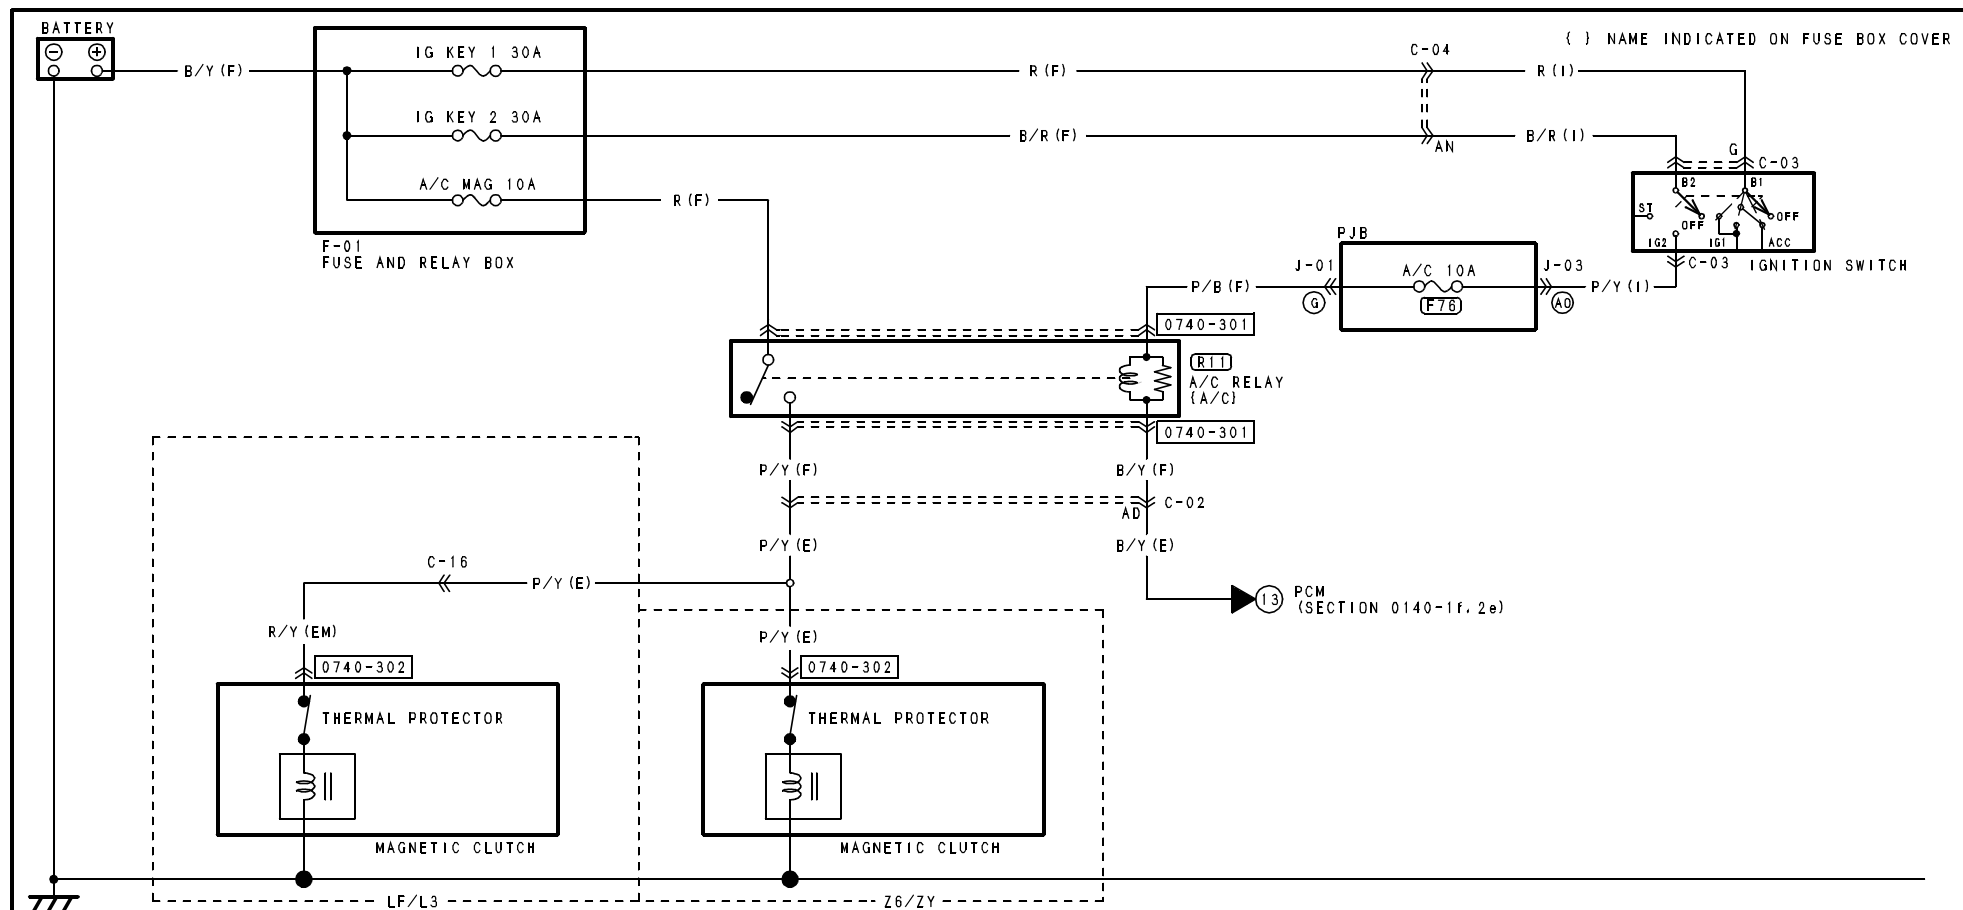 BATTERY
{ } NAME INDICATED ON FUSE BOX COVER
IG KEY 1 30A
C-04
B/Y(F)
R(F)
R(I)
IG KEY 2 30A
B/R(F)
B/R(I)
AN
G
C-03
A/C MAG 10A
R(F)
B2
B1
ST
OFF
OFF
IG2
IG1
ACC
F-01
FUSE AND RELAY BOX
PJB
C-03
IGNITION SWITCH
J-01
A/C 10A
J-03
P/B(F)
P/Y(I)
G
F76
AO
0740-301
R11
A/C RELAY
{A/C}
0740-301
P/Y(F)
B/Y(F)
C-02
AD
P/Y(E)
B/Y(E)
C-16
P/Y(E)
13
PCM
(SECTION 0140-1f,2e)
R/Y(EM)
P/Y(E)
0740-302
0740-302
THERMAL PROTECTOR
THERMAL PROTECTOR
MAGNETIC CLUTCH
MAGNETIC CLUTCH
LF/L3
Z6/ZY